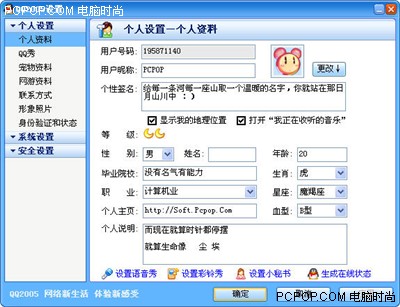 QQ2005设置
PCPOP.COM 电脑时尚
个人设置
个人资料
QQ秀
宠物资料
网游资料
联系方式
形象照片
身份验证和状态
系统设置
安全设置
个人设置－个人资料
用户号码: 195871140
用户昵称: PCPOP
更改↓
个性签名: 给每一条河每一座山取一个温暖的名字，你就站在那日
月山川中 :)
显示我的地理位置
打开“我正在收听的音乐”
等 级:
性 别: 男 姓名: 年龄: 20
毕业院校: 没有名气有能力 生肖: 虎
职 业: 计算机业 星座: 魔羯座
个人主页: http://Soft.Pcpop.Com 血型: B型
个人说明: 而现在就算时针都停摆
就算生命像 尘 埃
设置语音秀 设置彩铃秀 设置小秘书 生成在线状态
QQ2005 网络新生活 体验新感受
确定
PCPOP.COM 电脑时尚